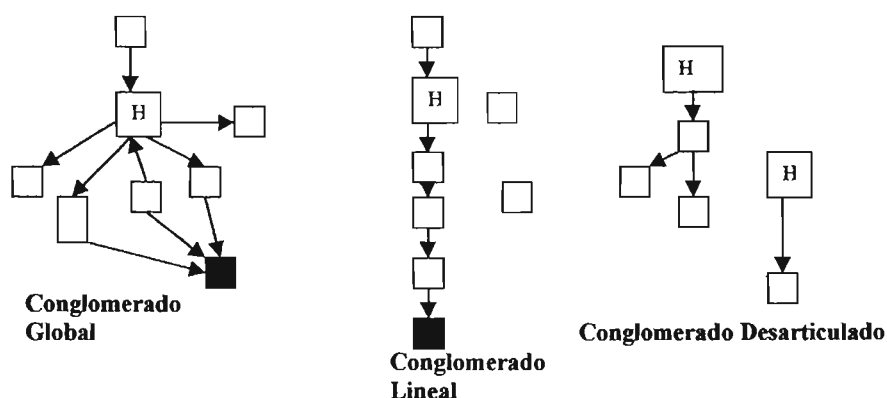 H
H
H
H
Conglomerado
Global
Conglomerado
Lineal
Conglomerado Desarticulado